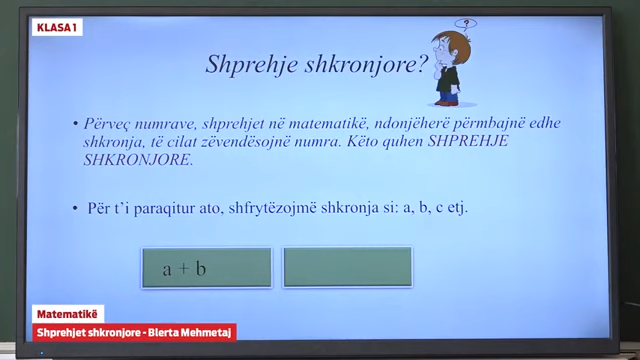 KLASA 1
?
Shprehje shkronjore?
• Përveç numrave, shprehjet në matematikë, ndonjëherë përmbajnë edhe
shkronja, të cilat zëvendësojnë numra. Këto quhen SHPREHJE
SHKRONJORE.
• Për t'i paraqitur ato, shfrytëzojmë shkronja si: a, b, c etj.
a + b
Matematikë
Shprehjet shkronjore - Blerta Mehmetaj